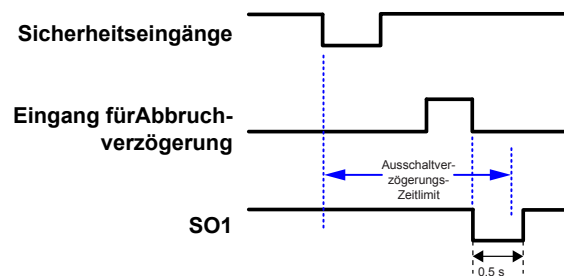 Sicherheitseingänge
Eingang fürAbbruch-
verzögerung
Ausschaltver-
zögerungs-
Zeitlimit
SO1
0.5 s